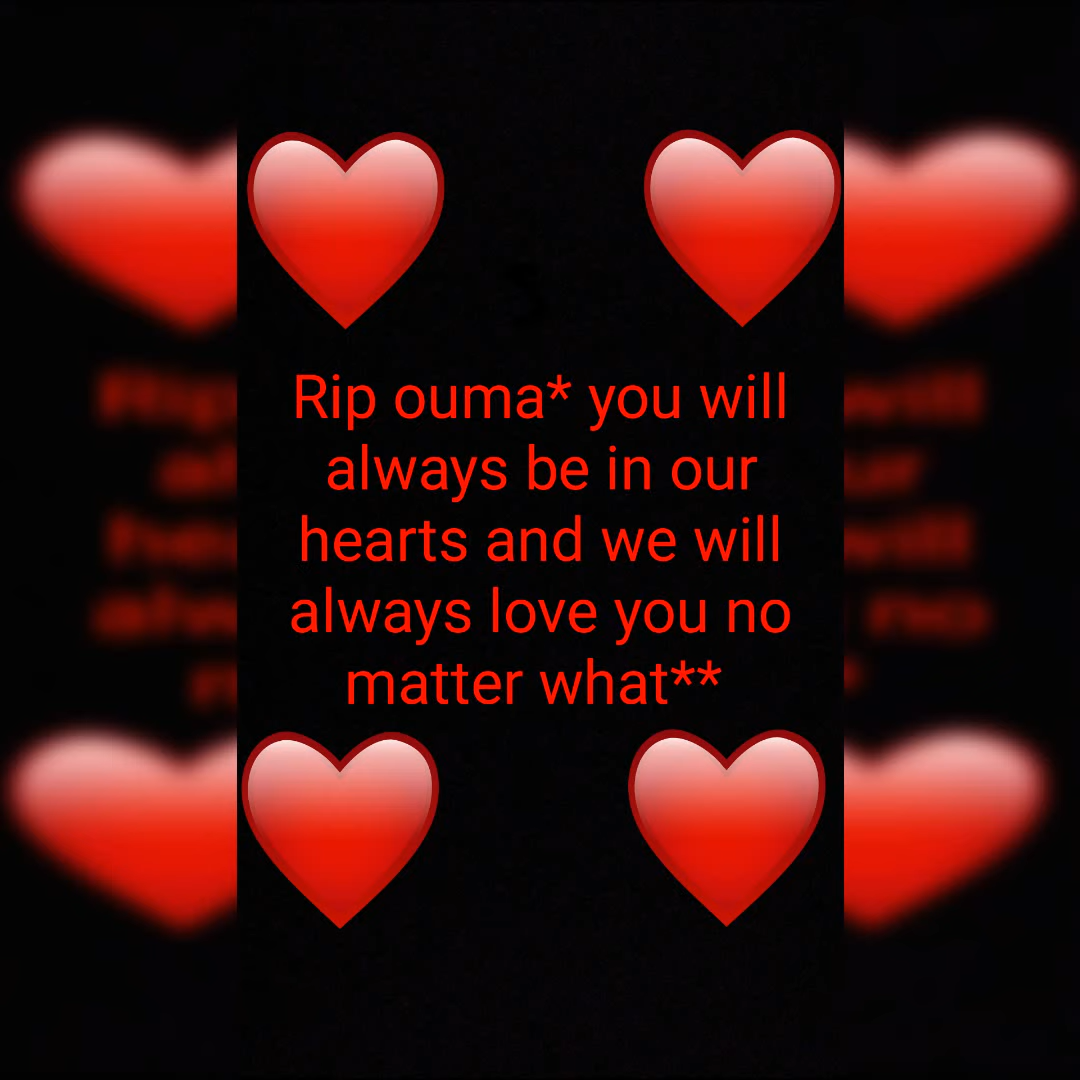 Rip ouma* you will
always be in our
hearts and we will
always love you no
matter what**